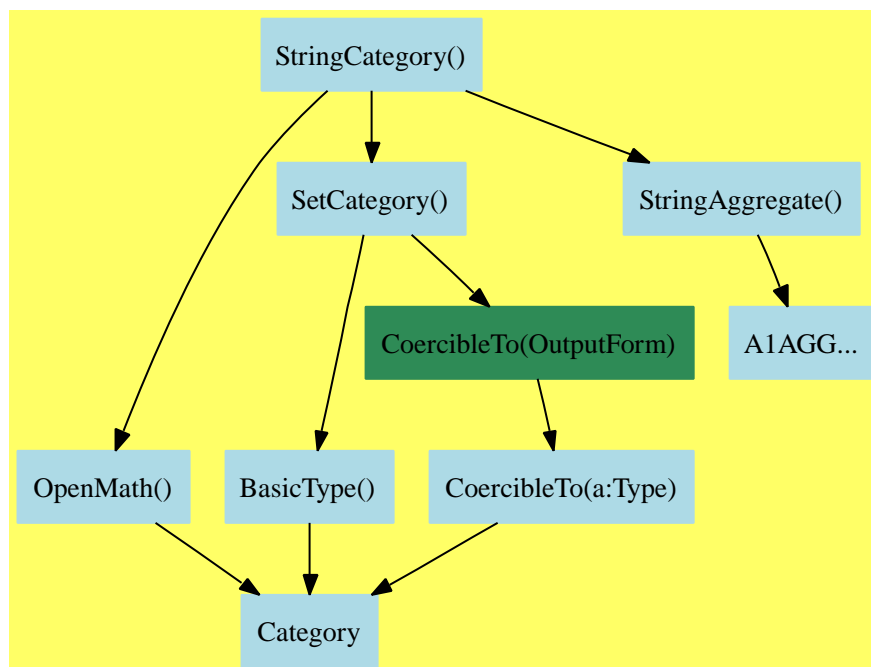 StringCategory()
SetCategory()
StringAggregate()
CoercibleTo(OutputForm)
A1AGG...
OpenMath()
BasicType()
CoercibleTo(a:Type)
Category